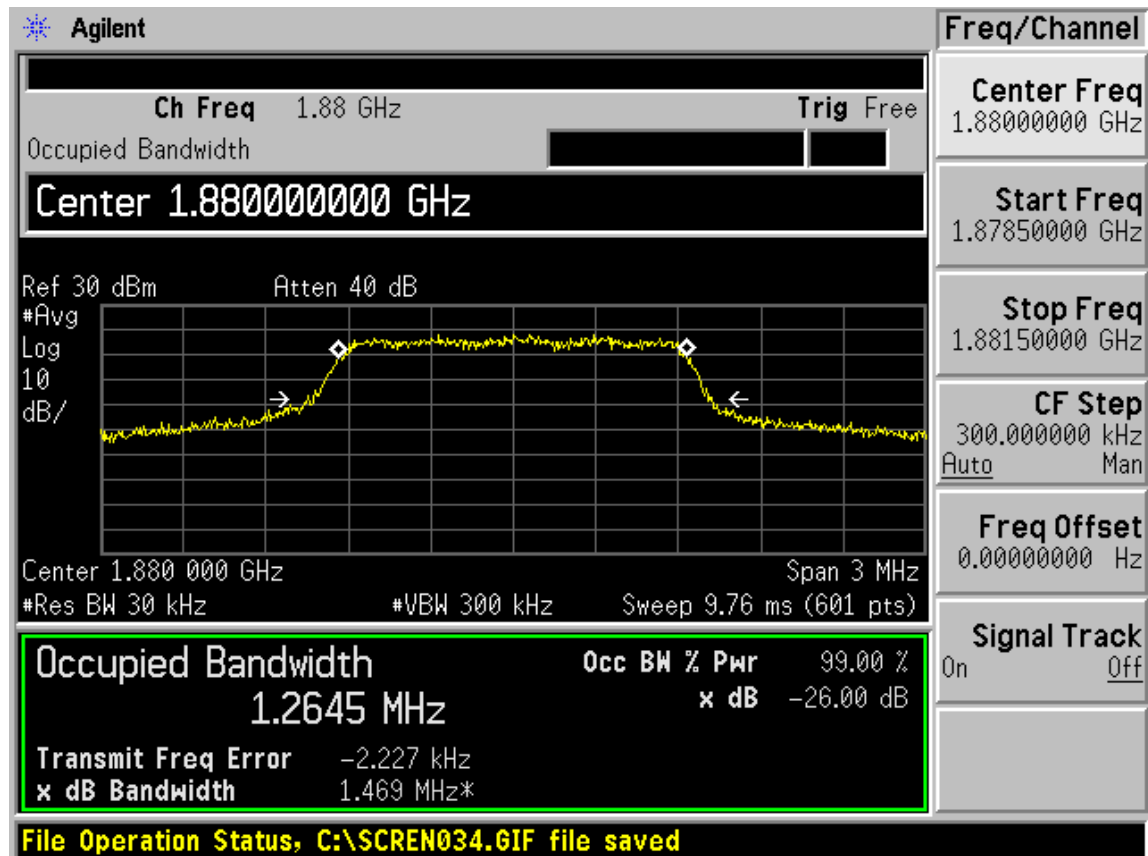 Agilent
Freq/Channel
Ch Freq 1.88 GHz Trig Free
Occupied Bandwidth
Center 1.880000000 GHz
Ref 30 dBm Atten 40 dB
#Avg
Log
10
dB/
Center 1.880 000 GHz Span 3 MHz
#Res BW 30 kHz #VBW 300 kHz Sweep 9.76 ms (601 pts)
Occupied Bandwidth
1.2645 MHz
Occ BW % Pwr 99.00 %
x dB -26.00 dB
Transmit Freq Error -2.227 kHz
x dB Bandwidth 1.469 MHz*
Center Freq
1.88000000 GHz
Start Freq
1.87850000 GHz
Stop Freq
1.88150000 GHz
CF Step
300.000000 kHz
Auto Man
Freq Offset
0.00000000 Hz
Signal Track
On Off
File Operation Status, C:\SCREN034.GIF file saved